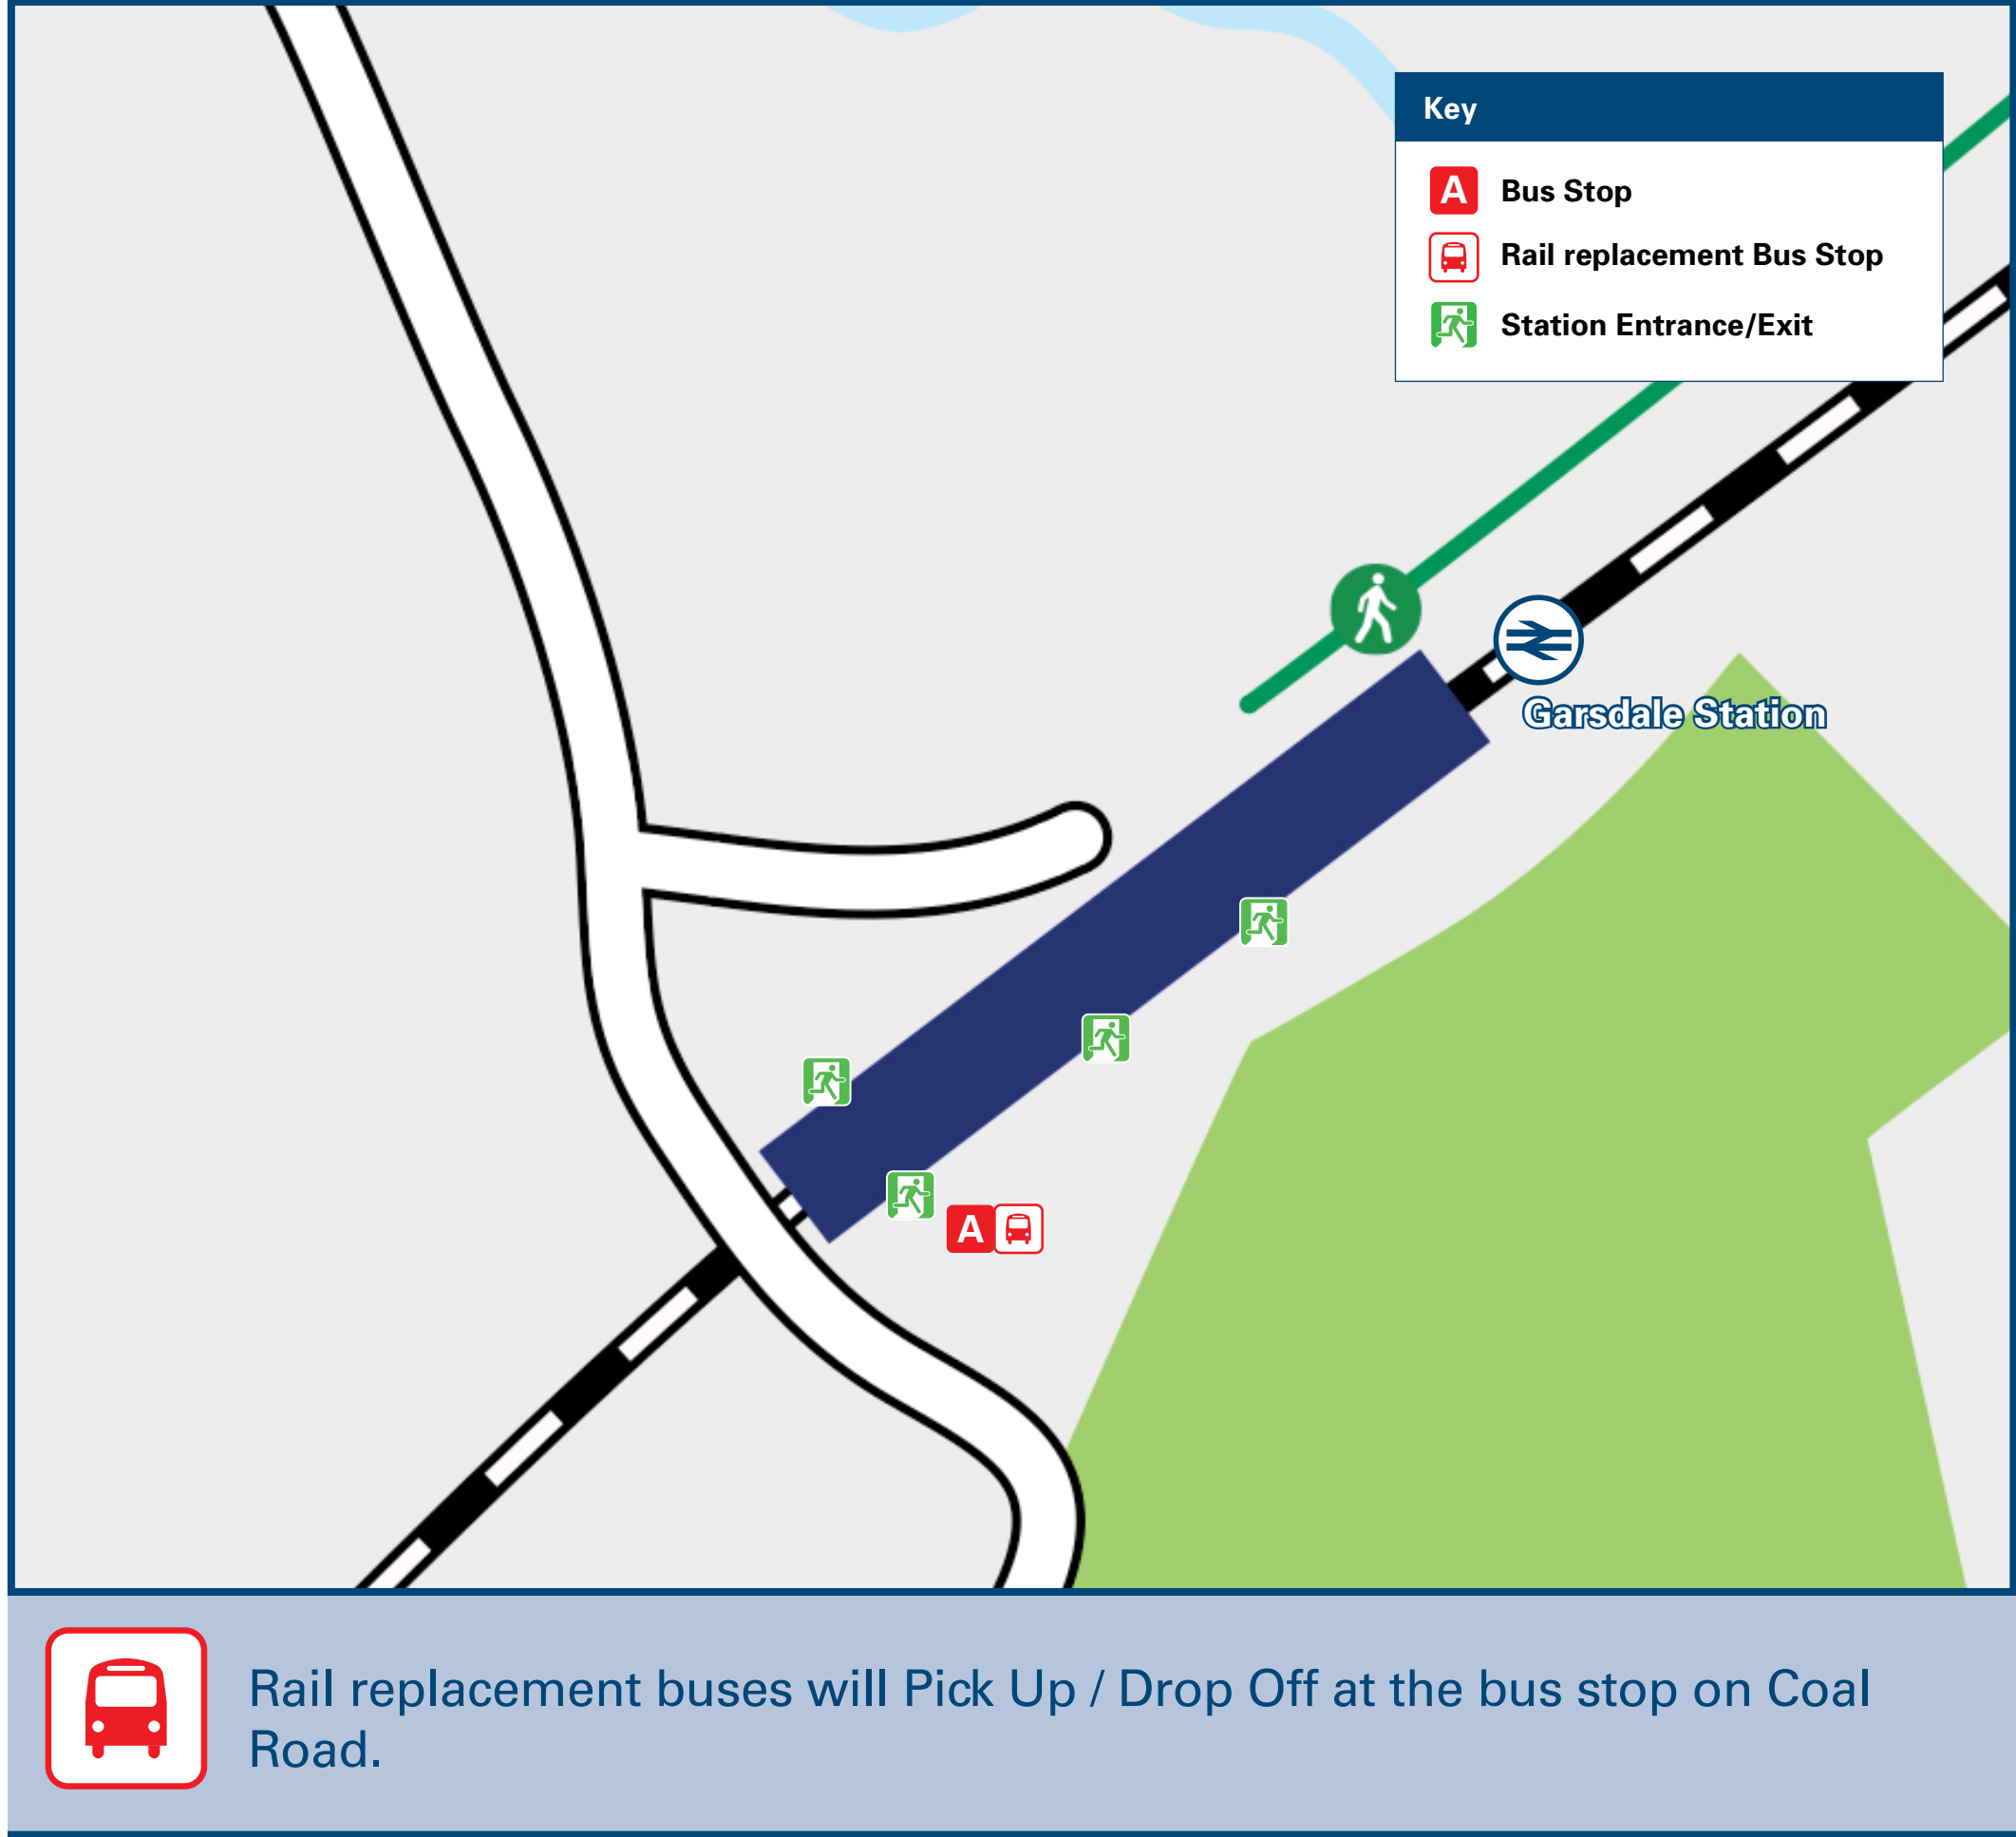 Key
A Bus Stop
Rail replacement Bus Stop
Station Entrance/Exit
Garsdale Station
A
Rail replacement buses will Pick Up / Drop Off at the bus stop on Coal
Road.